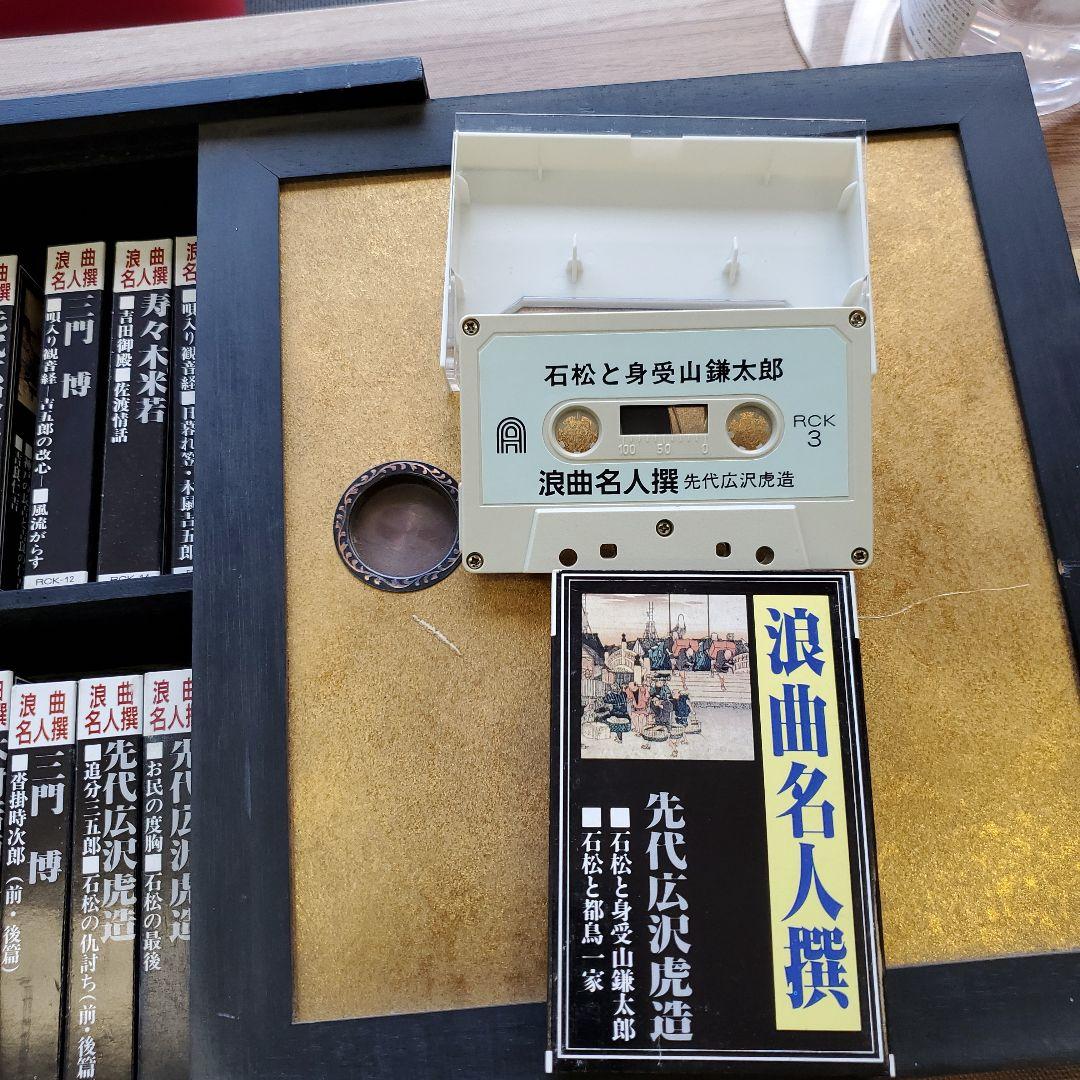 石松と身受山鎌太郎
RCK
3
100 50 0
浪曲名人撰 先代広沢虎造
浪曲名人撰
先代広沢虎造
■石松と身受山鎌太郎
■石松と都鳥一家
浪曲
名人撰
寿々木米若
■吉田御殿■佐渡情話
浪曲
名人撰
三門 博
■唄入り観音経―吉五郎の改心―■風流がらす
RCK-12
■唄入り観音経■日暮れ笠・木鼠吉五郎
浪曲
名人撰
先代広沢虎造
■お民の度胸■石松の最後
浪曲
名人撰
先代広沢虎造
■追分三五郎■石松の仇討ち(前・後篇
浪曲
名人撰
三門 博
■沓掛時次郎(前・後篇)